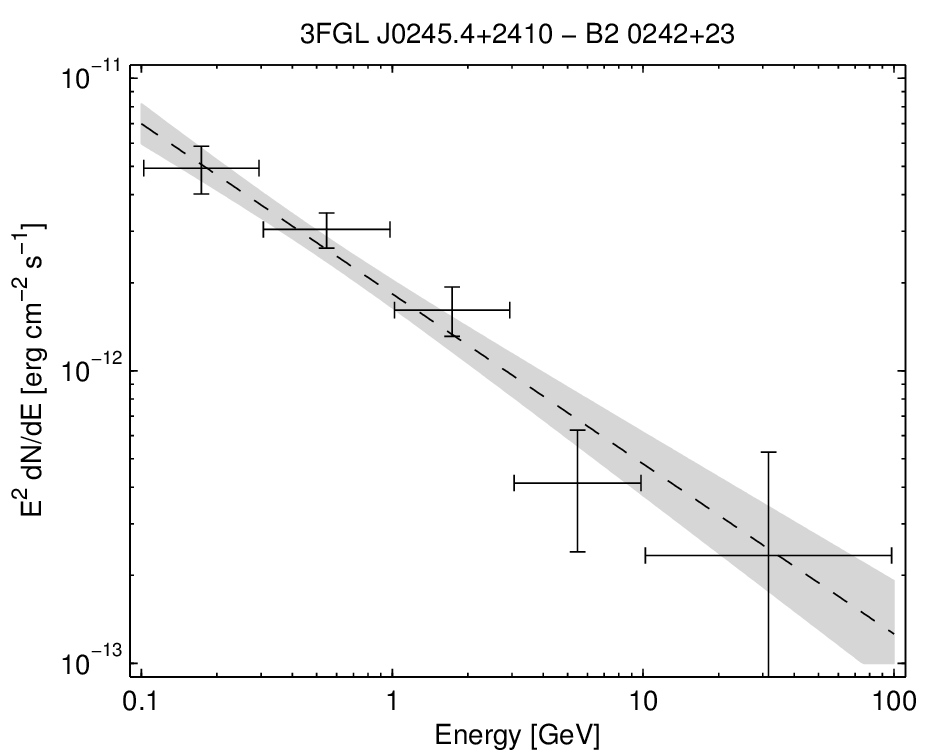 3FGL J0245.4+2410 − B2 0242+23
10⁻¹¹
10⁻¹²
10⁻¹³
E² dN/dE [erg cm⁻² s⁻¹]
0.1 1 10 100
Energy [GeV]